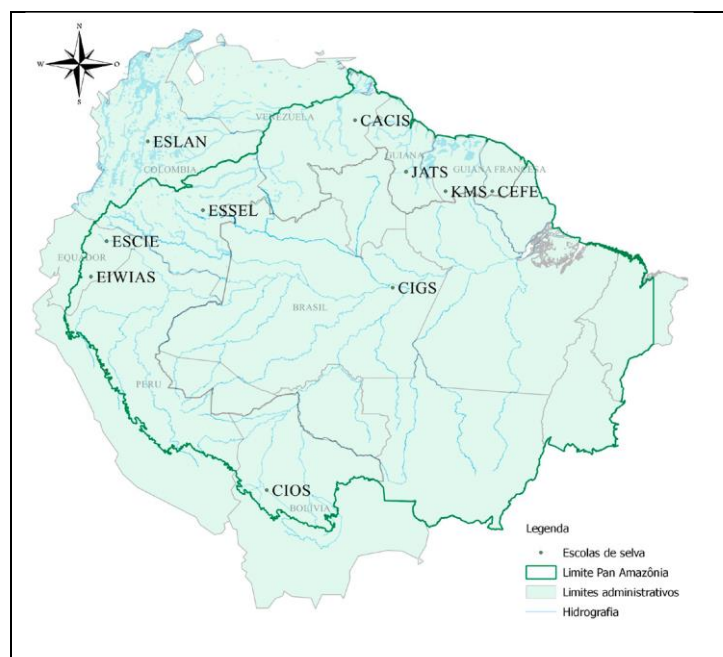 N
W
O
S
VENEZUELA
CACIS
ESLAN
COLOMBIA
GUIANA
GUIANA FRANCESA
JATS
KMS
CEFE
ESSEL
ESCIE
EQUADOR
EIWIAS
CIGS
BRASIL
PERU
CIOS
BOLÍVIA
Legenda
Escolas de selva
Limite Pan Amazônia
Limites administrativos
Hidrografia